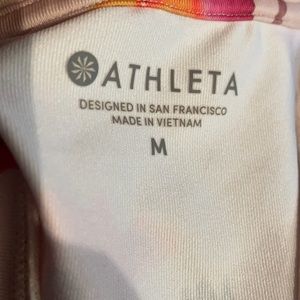 ATHLETA
DESIGNED IN SAN FRANCISCO
MADE IN VIETNAM
M